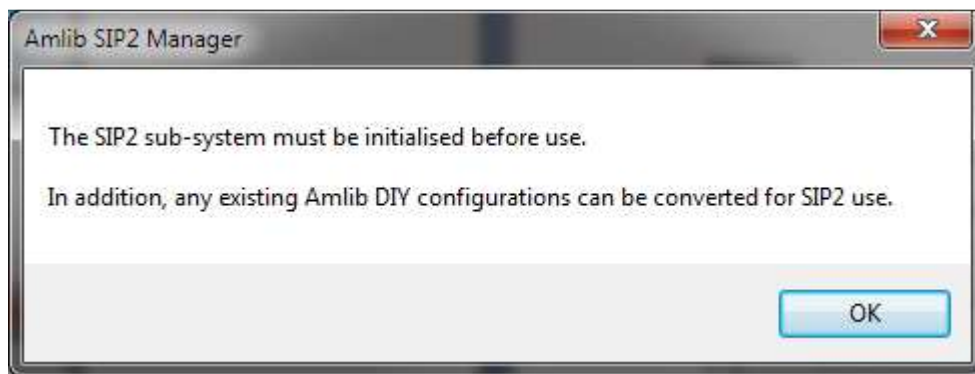 Amlib SIP2 Manager
The SIP2 sub-system must be initialised before use.
In addition, any existing Amlib DIY configurations can be converted for SIP2 use.
OK